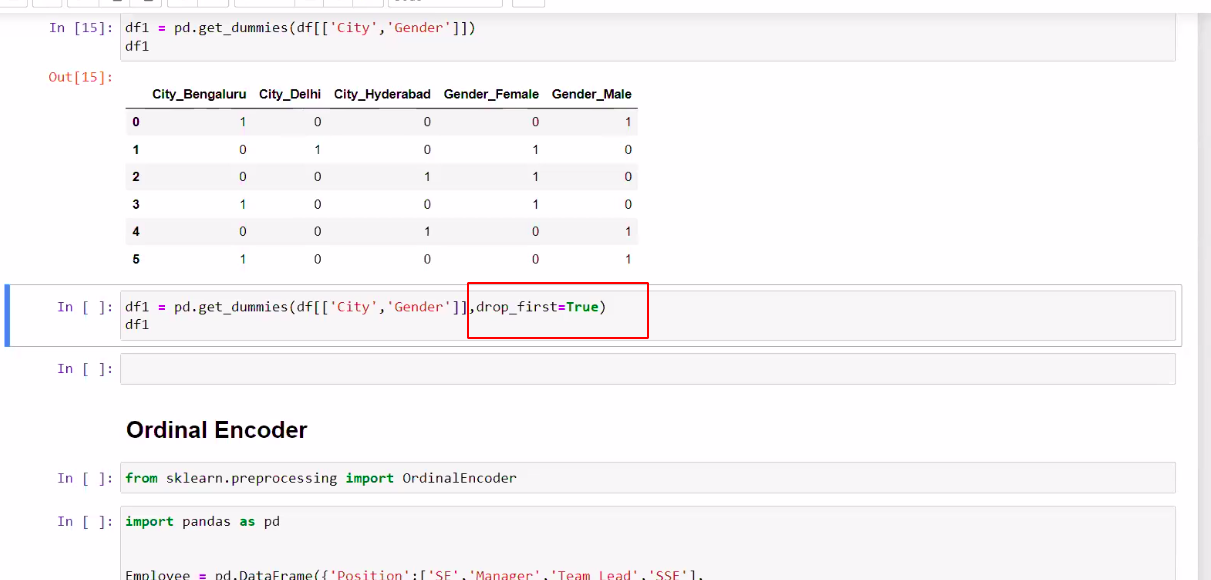 In [15]: df1 = pd.get_dummies(df[['City','Gender']])
df1
Out[15]:
City_Bengaluru City_Delhi City_Hyderabad Gender_Female Gender_Male
0 1 0 0 0 1
1 0 1 0 1 0
2 0 0 1 1 0
3 1 0 0 1 0
4 0 0 1 0 1
5 1 0 0 0 1
In [ ]: df1 = pd.get_dummies(df[['City','Gender']],drop_first=True)
df1
In [ ]:
Ordinal Encoder
In [ ]: from sklearn.preprocessing import OrdinalEncoder
In [ ]: import pandas as pd
Employee = pd.DataFrame({'Position':['SE','Manager','Team Lead','SSE'],